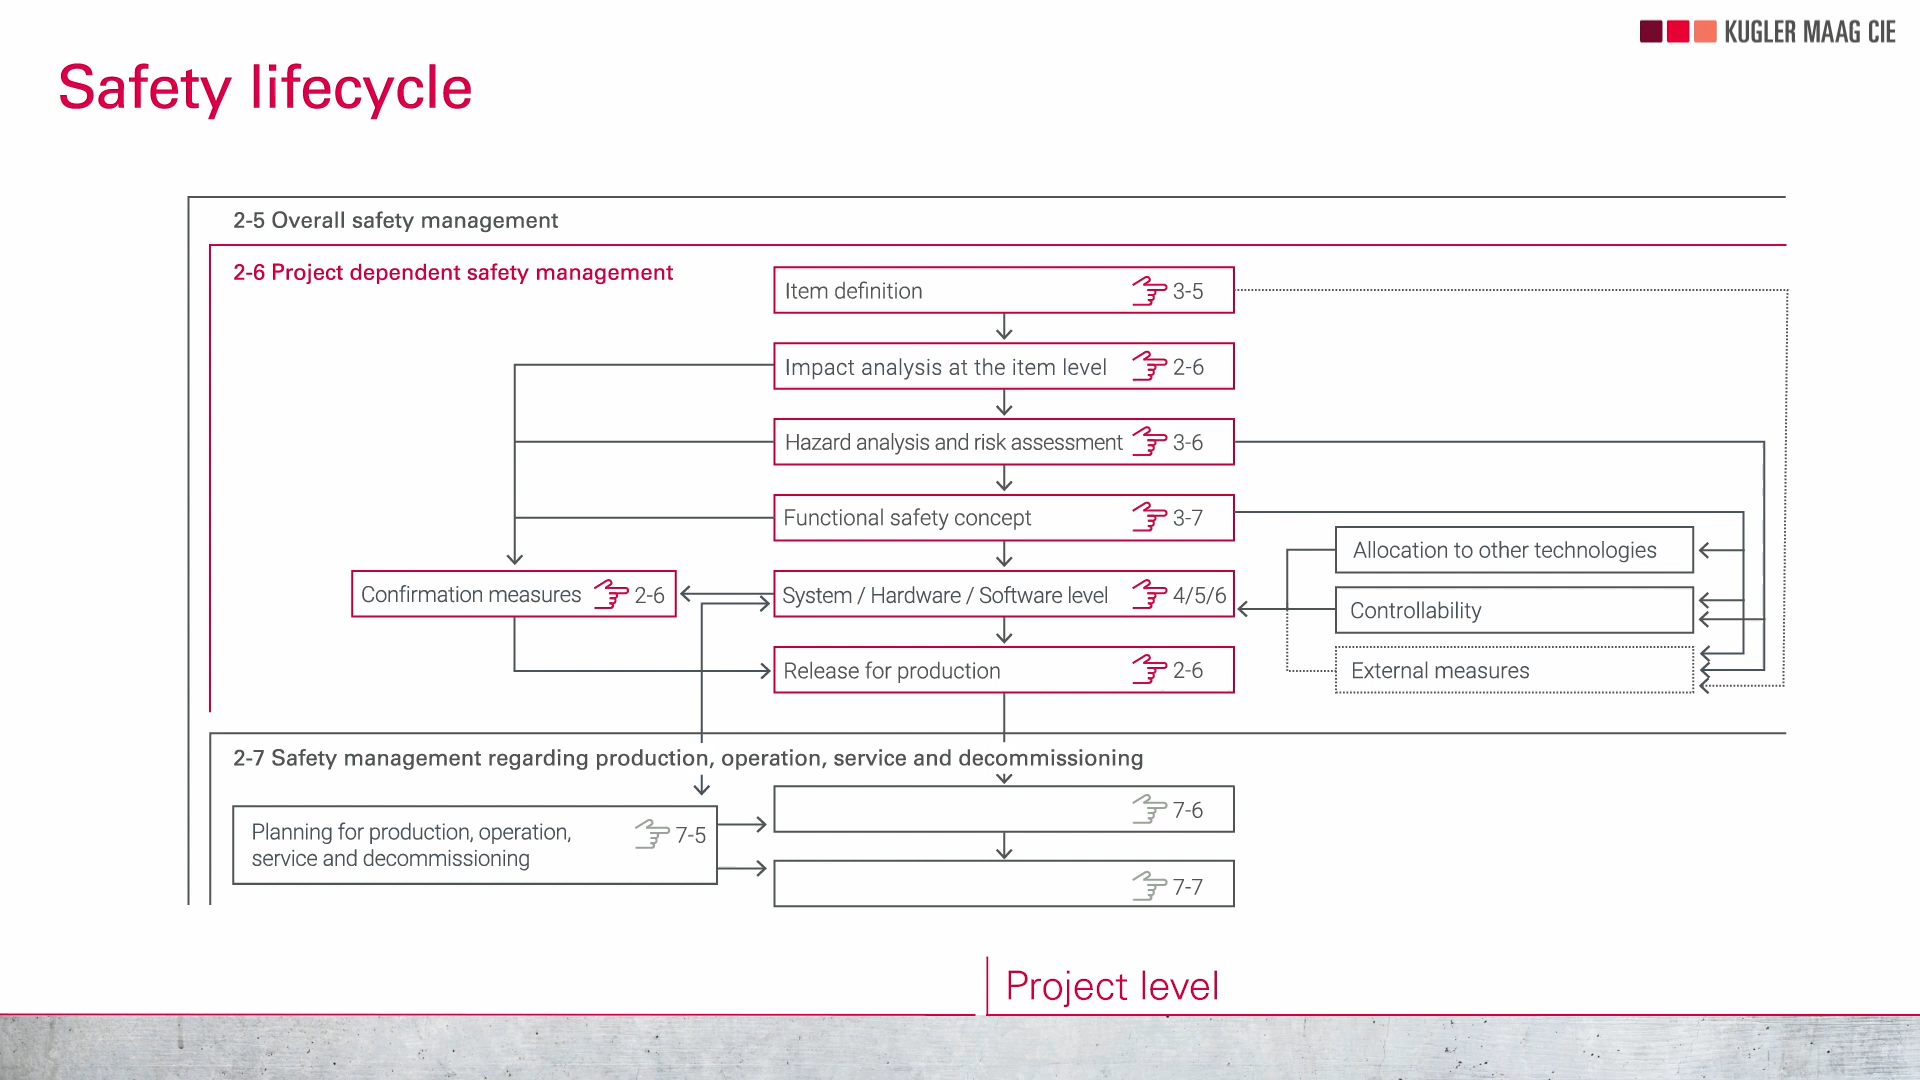 KUGLER MAAG CIE
Safety lifecycle
2-5 Overall safety management
2-6 Project dependent safety management
Item definition 3-5
Impact analysis at the item level 2-6
Hazard analysis and risk assessment 3-6
Functional safety concept 3-7
Allocation to other technologies
Confirmation measures 2-6
System / Hardware / Software level 4/5/6
Controllability
Release for production 2-6
External measures
2-7 Safety management regarding production, operation, service and decommissioning
7-6
Planning for production, operation, 7-5
service and decommissioning
7-7
Project level